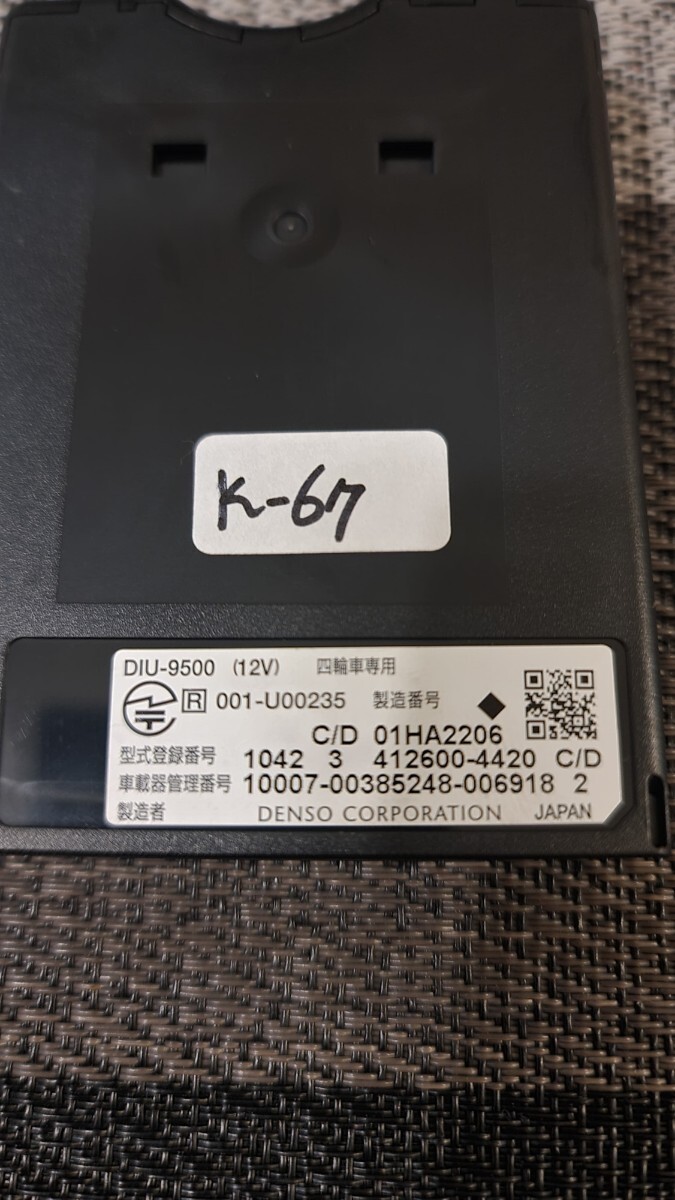 K-67
DIU-9500 (12V) 四輪車専用
R 001-U00235 製造番号
C/D 01HA2206
型式登録番号 1042 3 412600-4420 C/D
車載器管理番号 10007-00385248-006918 2
製造者 DENSO CORPORATION JAPAN